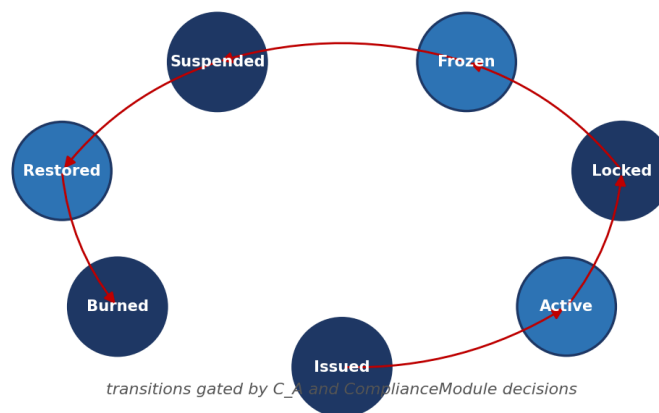 Suspended
Frozen
Restored
Locked
Burned
Active
Issued
transitions gated by C_A and ComplianceModule decisions